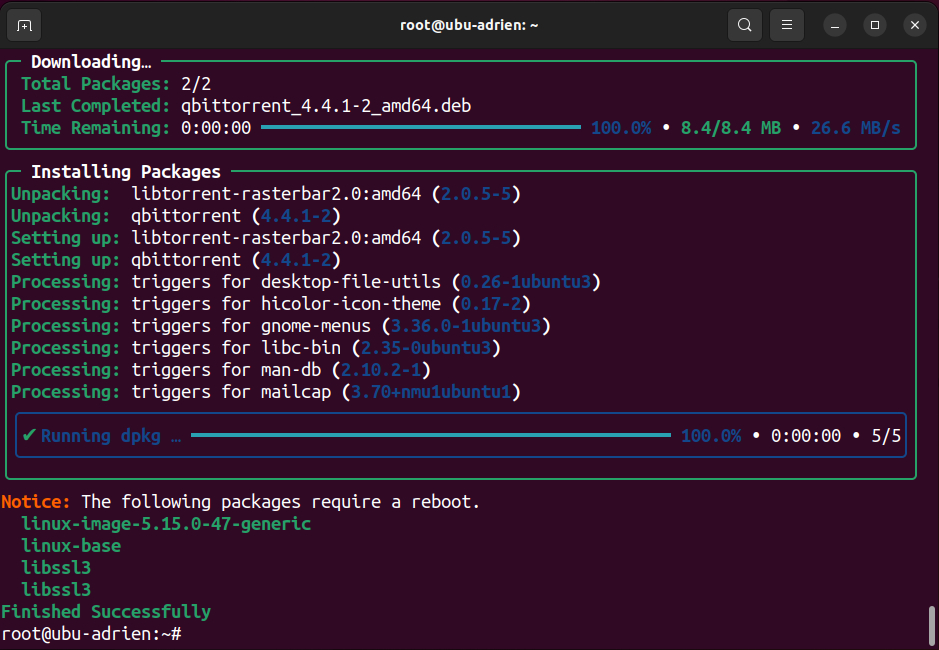 root@ubu-adrien: ~
Downloading…
Total Packages: 2/2
Last Completed: qbittorrent_4.4.1-2_amd64.deb
Time Remaining: 0:00:00 100.0% • 8.4/8.4 MB • 26.6 MB/s
Installing Packages
Unpacking: libtorrent-rasterbar2.0:amd64 (2.0.5-5)
Unpacking: qbittorrent (4.4.1-2)
Setting up: libtorrent-rasterbar2.0:amd64 (2.0.5-5)
Setting up: qbittorrent (4.4.1-2)
Processing: triggers for desktop-file-utils (0.26-1ubuntu3)
Processing: triggers for hicolor-icon-theme (0.17-2)
Processing: triggers for gnome-menus (3.36.0-1ubuntu3)
Processing: triggers for libc-bin (2.35-0ubuntu3)
Processing: triggers for man-db (2.10.2-1)
Processing: triggers for mailcap (3.70+nmu1ubuntu1)
✔ Running dpkg … 100.0% • 0:00:00 • 5/5
Notice: The following packages require a reboot.
linux-image-5.15.0-47-generic
linux-base
libssl3
libssl3
Finished Successfully
root@ubu-adrien:~#